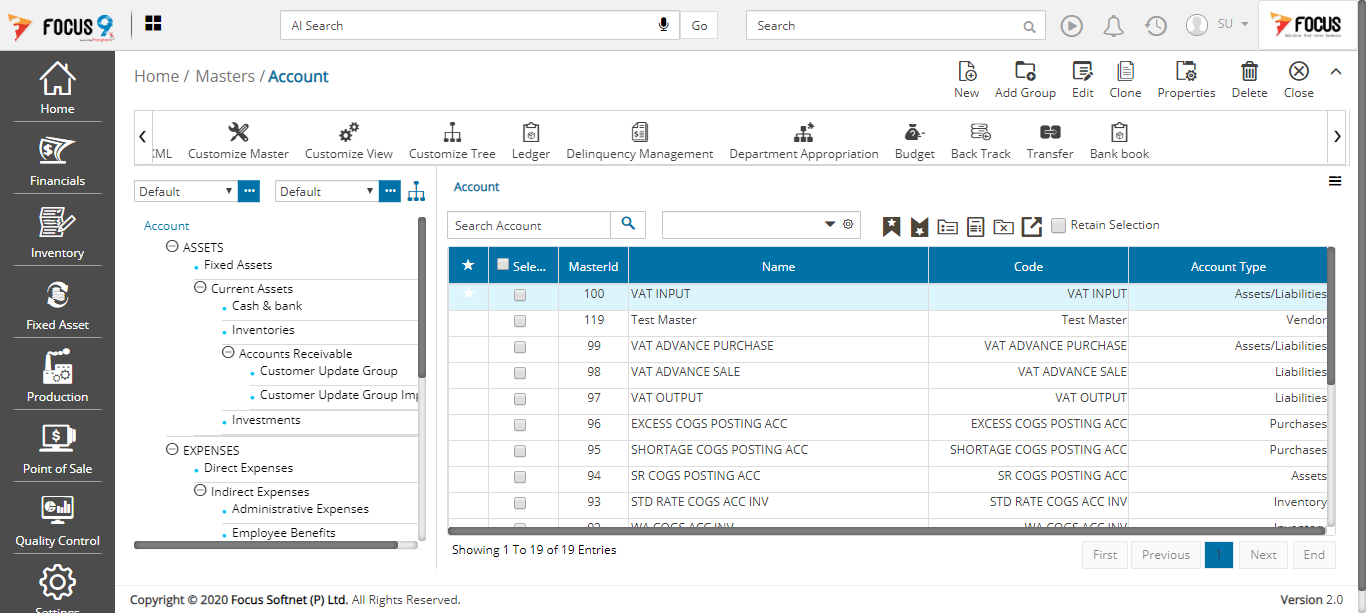 FOCUS 9
AI Search
Go
Search
SU
FOCUS
Home
Financials
Inventory
Fixed Asset
Production
Point of Sale
Quality Control
Settings
Home / Masters / Account
New
Add Group
Edit
Clone
Properties
Delete
Close
XML
Customize Master
Customize View
Customize Tree
Ledger
Delinquency Management
Department Appropriation
Budget
Back Track
Transfer
Bank book
Default
Default
Account
ASSETS
Fixed Assets
Current Assets
Cash & bank
Inventories
Accounts Receivable
Customer Update Group
Customer Update Group Imp
Investments
EXPENSES
Direct Expenses
Indirect Expenses
Administrative Expenses
Employee Benefits
Account
Search Account
Retain Selection
Sele... MasterId Name Code Account Type
100 VAT INPUT VAT INPUT Assets/Liabilities
119 Test Master Test Master Vendor
99 VAT ADVANCE PURCHASE VAT ADVANCE PURCHASE Assets/Liabilities
98 VAT ADVANCE SALE VAT ADVANCE SALE Liabilities
97 VAT OUTPUT VAT OUTPUT Liabilities
96 EXCESS COGS POSTING ACC EXCESS COGS POSTING ACC Purchases
95 SHORTAGE COGS POSTING ACC SHORTAGE COGS POSTING ACC Purchases
94 SR COGS POSTING ACC SR COGS POSTING ACC Assets
93 STD RATE COGS ACC INV STD RATE COGS ACC INV Inventory
92 WA COGS ACC INV WA COGS ACC INV Inventory
Showing 1 To 19 of 19 Entries
First
Previous
1
Next
End
Copyright © 2020 Focus Softnet (P) Ltd. All Rights Reserved.
Version 2.0